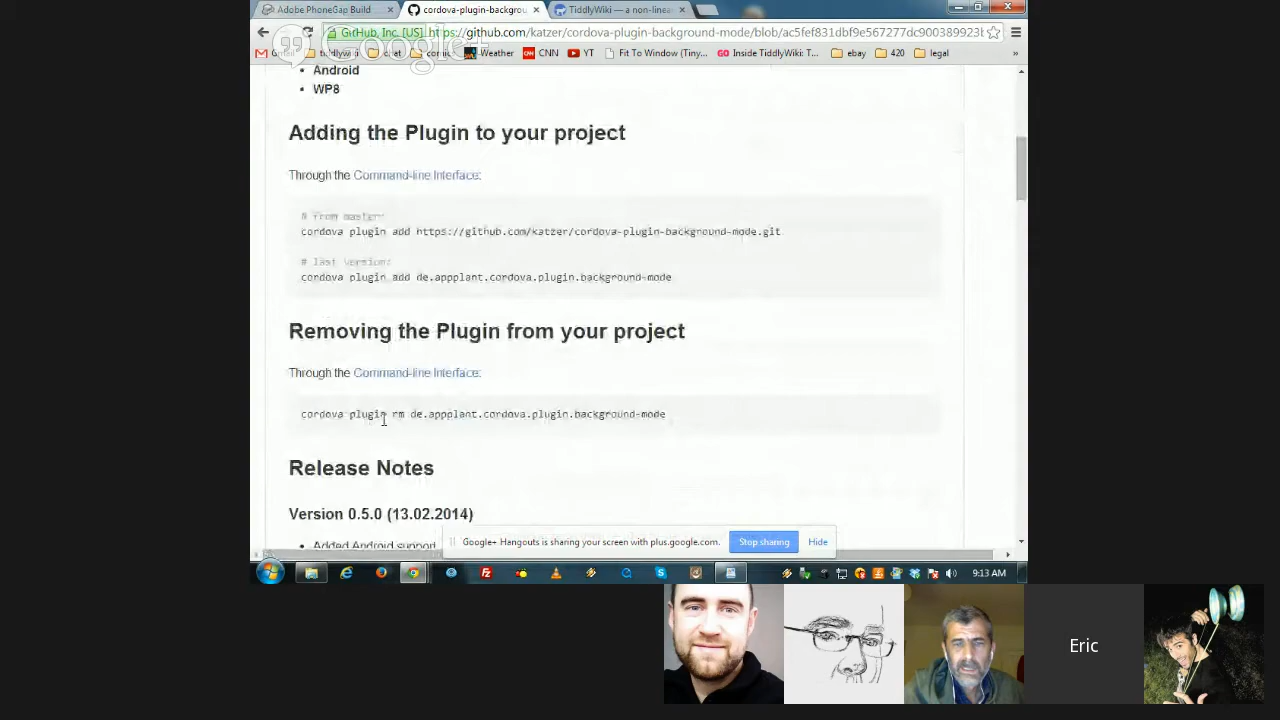 Adobe PhoneGap Build
cordova-plugin-backgrou
TiddlyWiki — a non-linea
GitHub, Inc. [US] https://github.com/katzer/cordova-plugin-background-mode/blob/ac5fef831dbf9e567277dc900389923b
Google+
Gmail tiddlywiki chat comics Weather CNN YT Fit To Window (Tiny... Inside TiddlyWiki: T... ebay 420 legal »
• Android
• WP8
Adding the Plugin to your project
Through the Command-line Interface:
# from master:
cordova plugin add https://github.com/katzer/cordova-plugin-background-mode.git
# last version:
cordova plugin add de.appplant.cordova.plugin.background-mode
Removing the Plugin from your project
Through the Command-line Interface:
cordova plugin rm de.appplant.cordova.plugin.background-mode
Release Notes
Version 0.5.0 (13.02.2014)
• Added Android support
Google+ Hangouts is sharing your screen with plus.google.com.
Stop sharing
Hide
9:13 AM
Eric